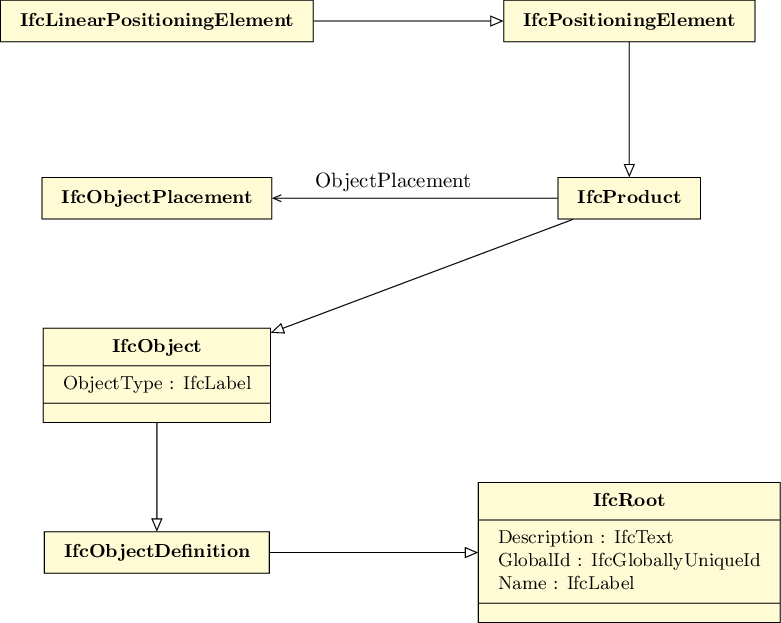 IfcLinearPositioningElement
IfcPositioningElement
ObjectPlacement
IfcObjectPlacement
IfcProduct
IfcObject
ObjectType : IfcLabel
IfcObjectDefinition
IfcRoot
Description : IfcText
GlobalId : IfcGloballyUniqueId
Name : IfcLabel